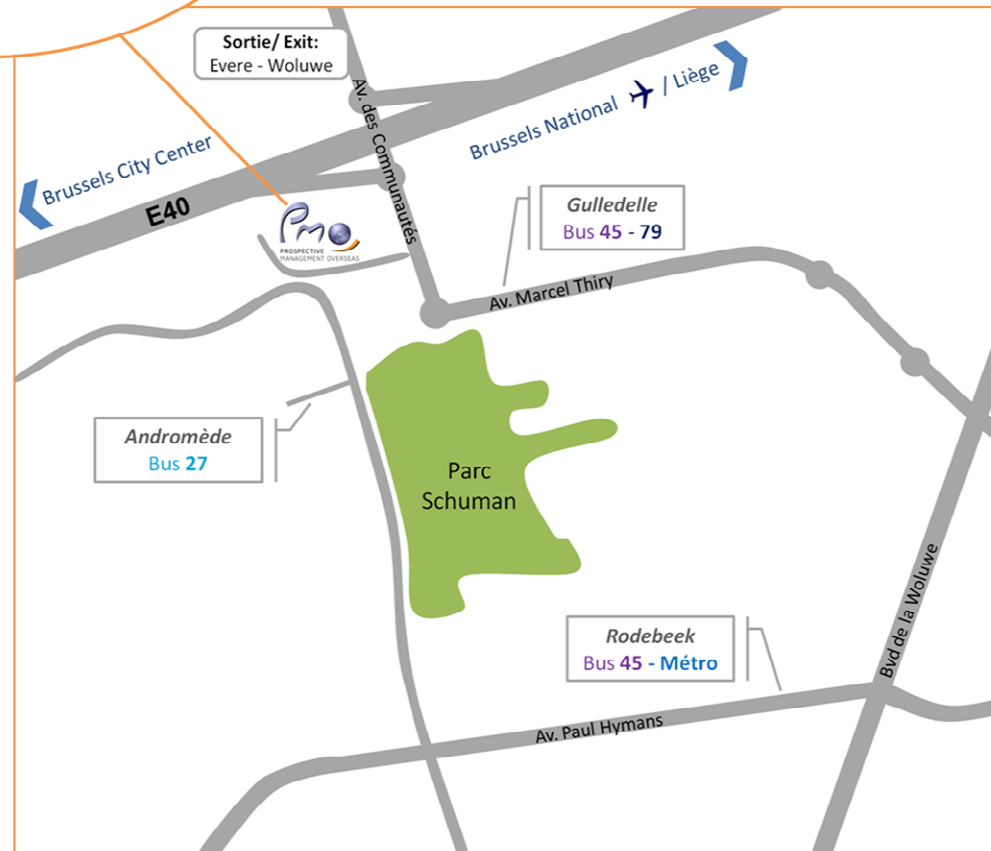 Sortie/ Exit:
Evere - Woluwe
Av. des Communautés
Brussels National / Liège
Brussels City Center
E40
PMO
PROSPECTIVE
MANAGEMENT OVERSEAS
Gulledelle
Bus 45 - 79
Av. Marcel Thiry
Andromède
Bus 27
Parc
Schuman
Rodebeek
Bus 45 - Métro
Bvd de la Woluwe
Av. Paul Hymans